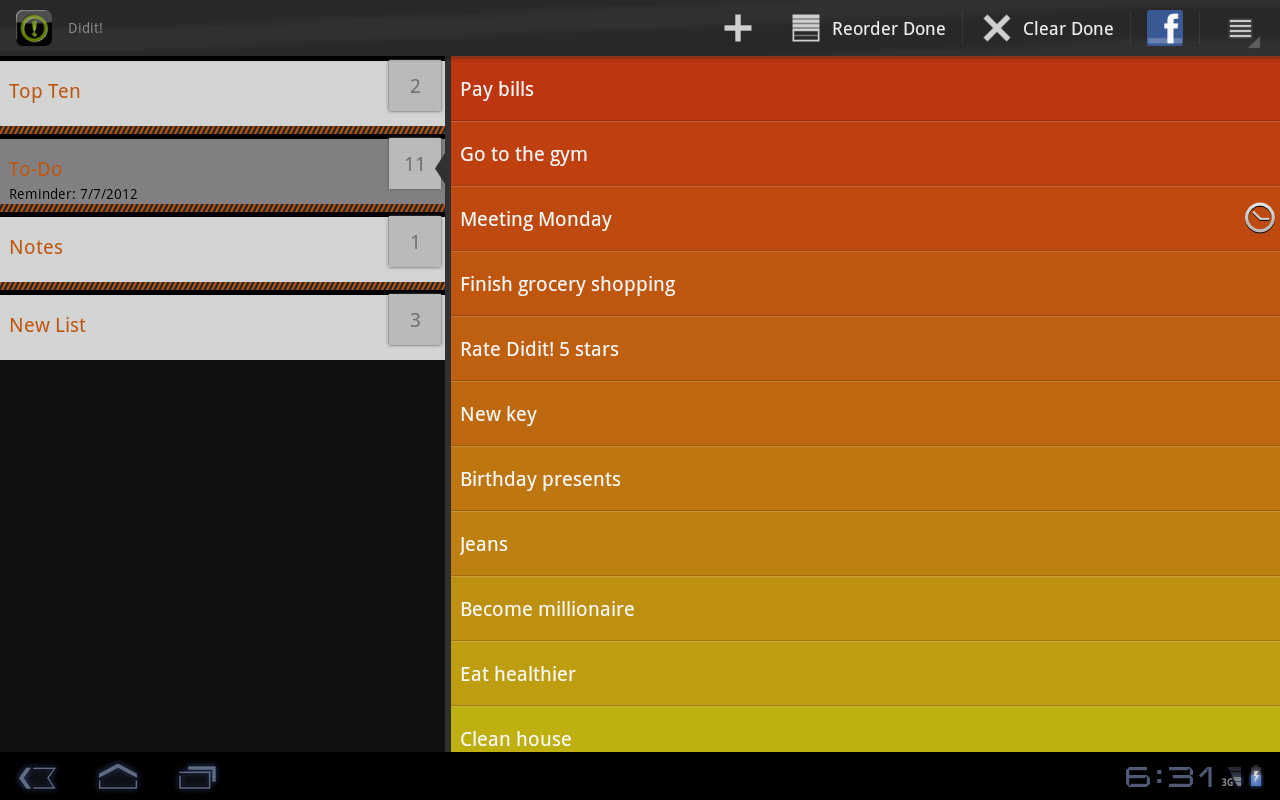 Didit!
Reorder Done
Clear Done
f
Top Ten
2
To-Do
11
Reminder: 7/7/2012
Notes
1
New List
3
Pay bills
Go to the gym
Meeting Monday
Finish grocery shopping
Rate Didit! 5 stars
New key
Birthday presents
Jeans
Become millionaire
Eat healthier
Clean house
6:31
3G